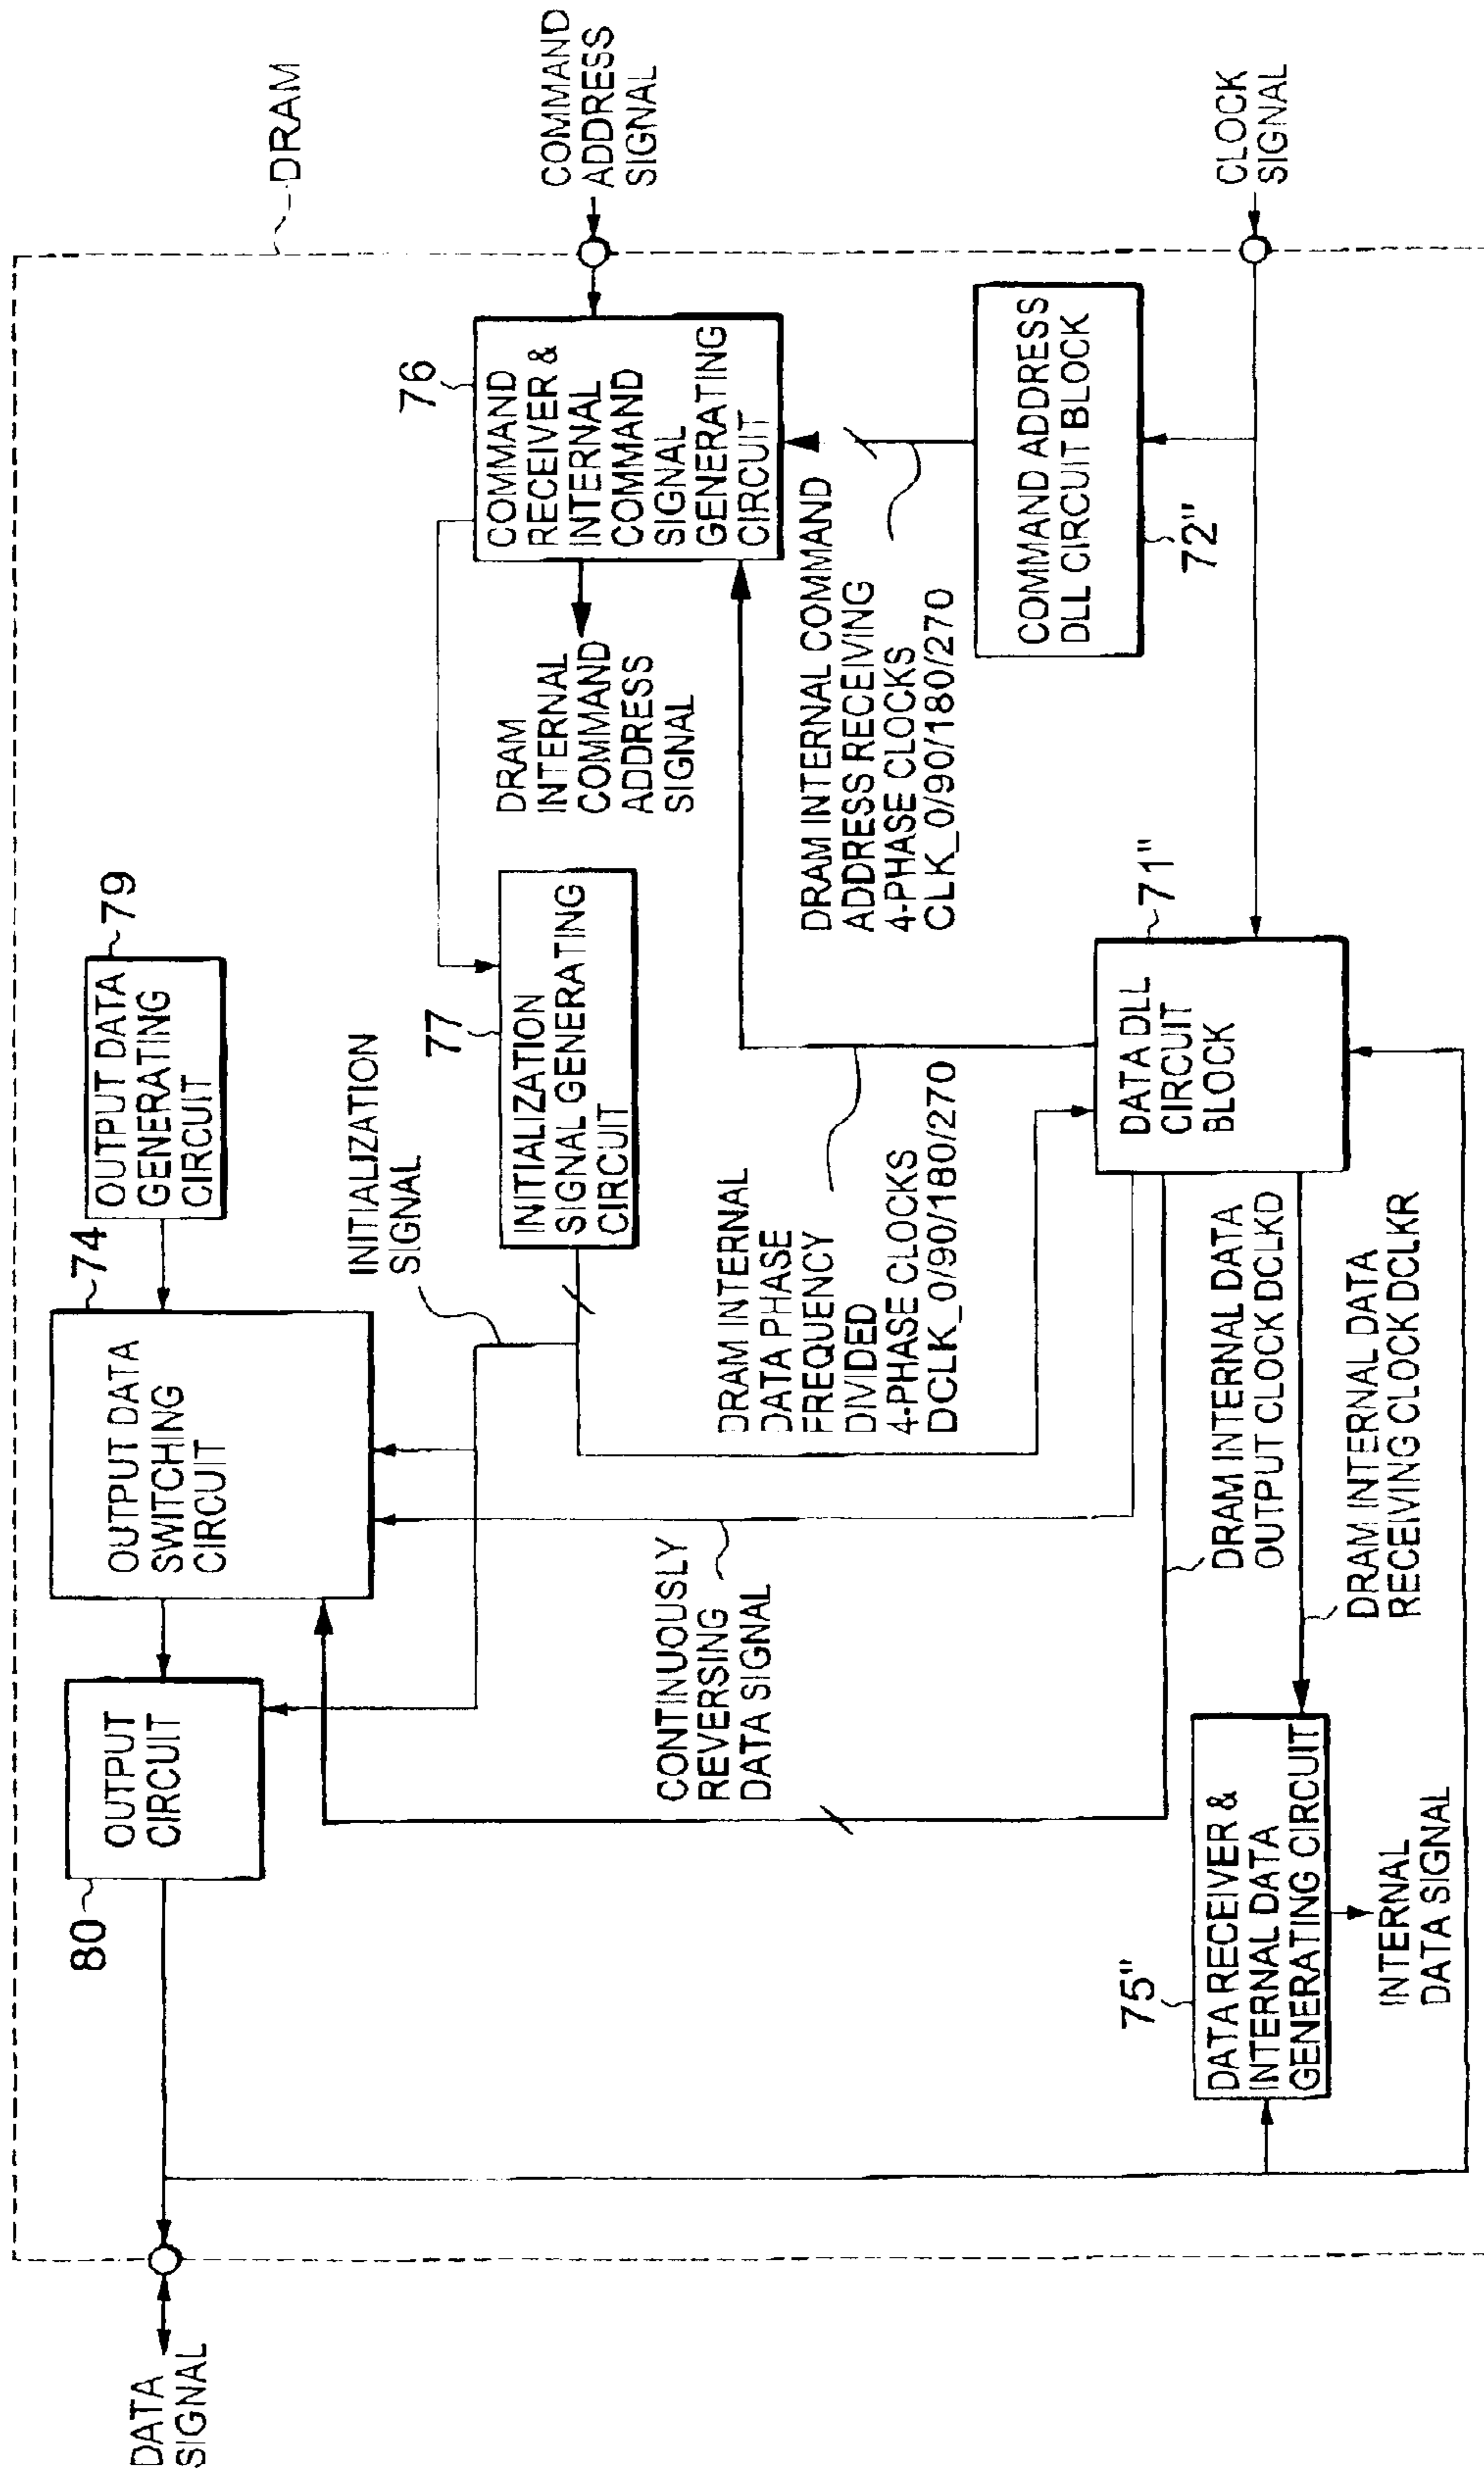 DRAM
DATA
SIGNAL
80
OUTPUT
CIRCUIT
74
OUTPUT DATA
SWITCHING
CIRCUIT
79
OUTPUT DATA
GENERATING
CIRCUIT
INITIALIZATION
SIGNAL
77
INITIALIZATION
SIGNAL GENERATING
CIRCUIT
76
COMMAND
RECEIVER &
INTERNAL
COMMAND
SIGNAL
GENERATING
CIRCUIT
COMMAND
ADDRESS
SIGNAL
DRAM
INTERNAL
COMMAND
ADDRESS
SIGNAL
CONTINUOUSLY
REVERSING
DATA SIGNAL
DRAM INTERNAL
DATA PHASE
FREQUENCY
DIVIDED
4-PHASE CLOCKS
DCLK_0/90/180/270
DRAM INTERNAL COMMAND
ADDRESS RECEIVING
4-PHASE CLOCKS
CLK_0/90/180/270
COMMAND ADDRESS
DLL CIRCUIT BLOCK
72"
CLOCK
SIGNAL
71"
DATA DLL
CIRCUIT
BLOCK
DRAM INTERNAL DATA
OUTPUT CLOCK DCLKD
DRAM INTERNAL DATA
RECEIVING CLOCK DCLKR
75"
DATA RECEIVER &
INTERNAL DATA
GENERATING CIRCUIT
INTERNAL
DATA SIGNAL